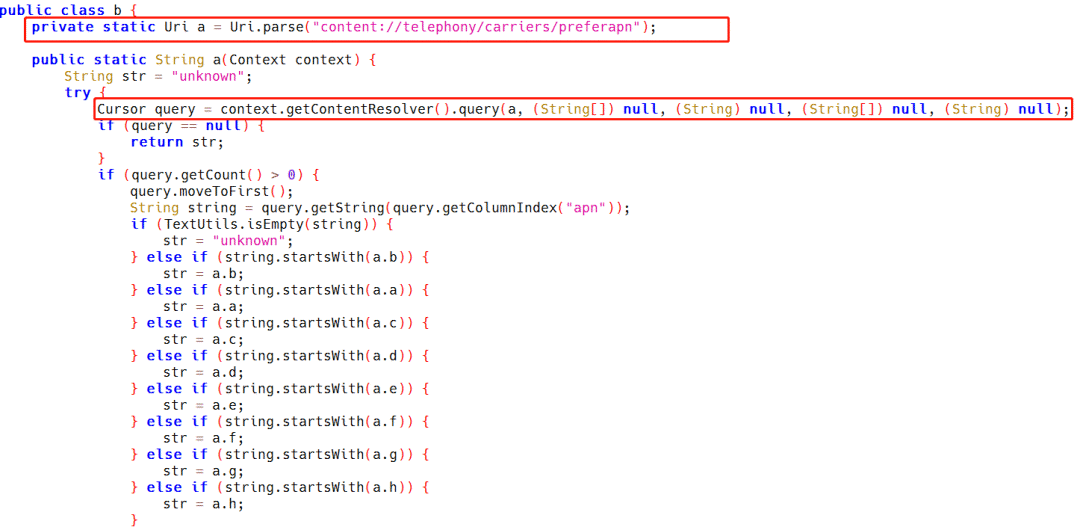 public class b {
    private static Uri a = Uri.parse("content://telephony/carriers/preferapn");
    public static String a(Context context) {
        String str = "unknown";
        try {
            Cursor query = context.getContentResolver().query(a, (String[]) null, (String) null, (String[]) null, (String) null);
            if (query == null) {
                return str;
            }
            if (query.getCount() > 0) {
                query.moveToFirst();
                String string = query.getString(query.getColumnIndex("apn"));
                if (TextUtils.isEmpty(string)) {
                    str = "unknown";
                } else if (string.startsWith(a.b)) {
                    str = a.b;
                } else if (string.startsWith(a.a)) {
                    str = a.a;
                } else if (string.startsWith(a.c)) {
                    str = a.c;
                } else if (string.startsWith(a.d)) {
                    str = a.d;
                } else if (string.startsWith(a.e)) {
                    str = a.e;
                } else if (string.startsWith(a.f)) {
                    str = a.f;
                } else if (string.startsWith(a.g)) {
                    str = a.g;
                } else if (string.startsWith(a.h)) {
                    str = a.h;
                }